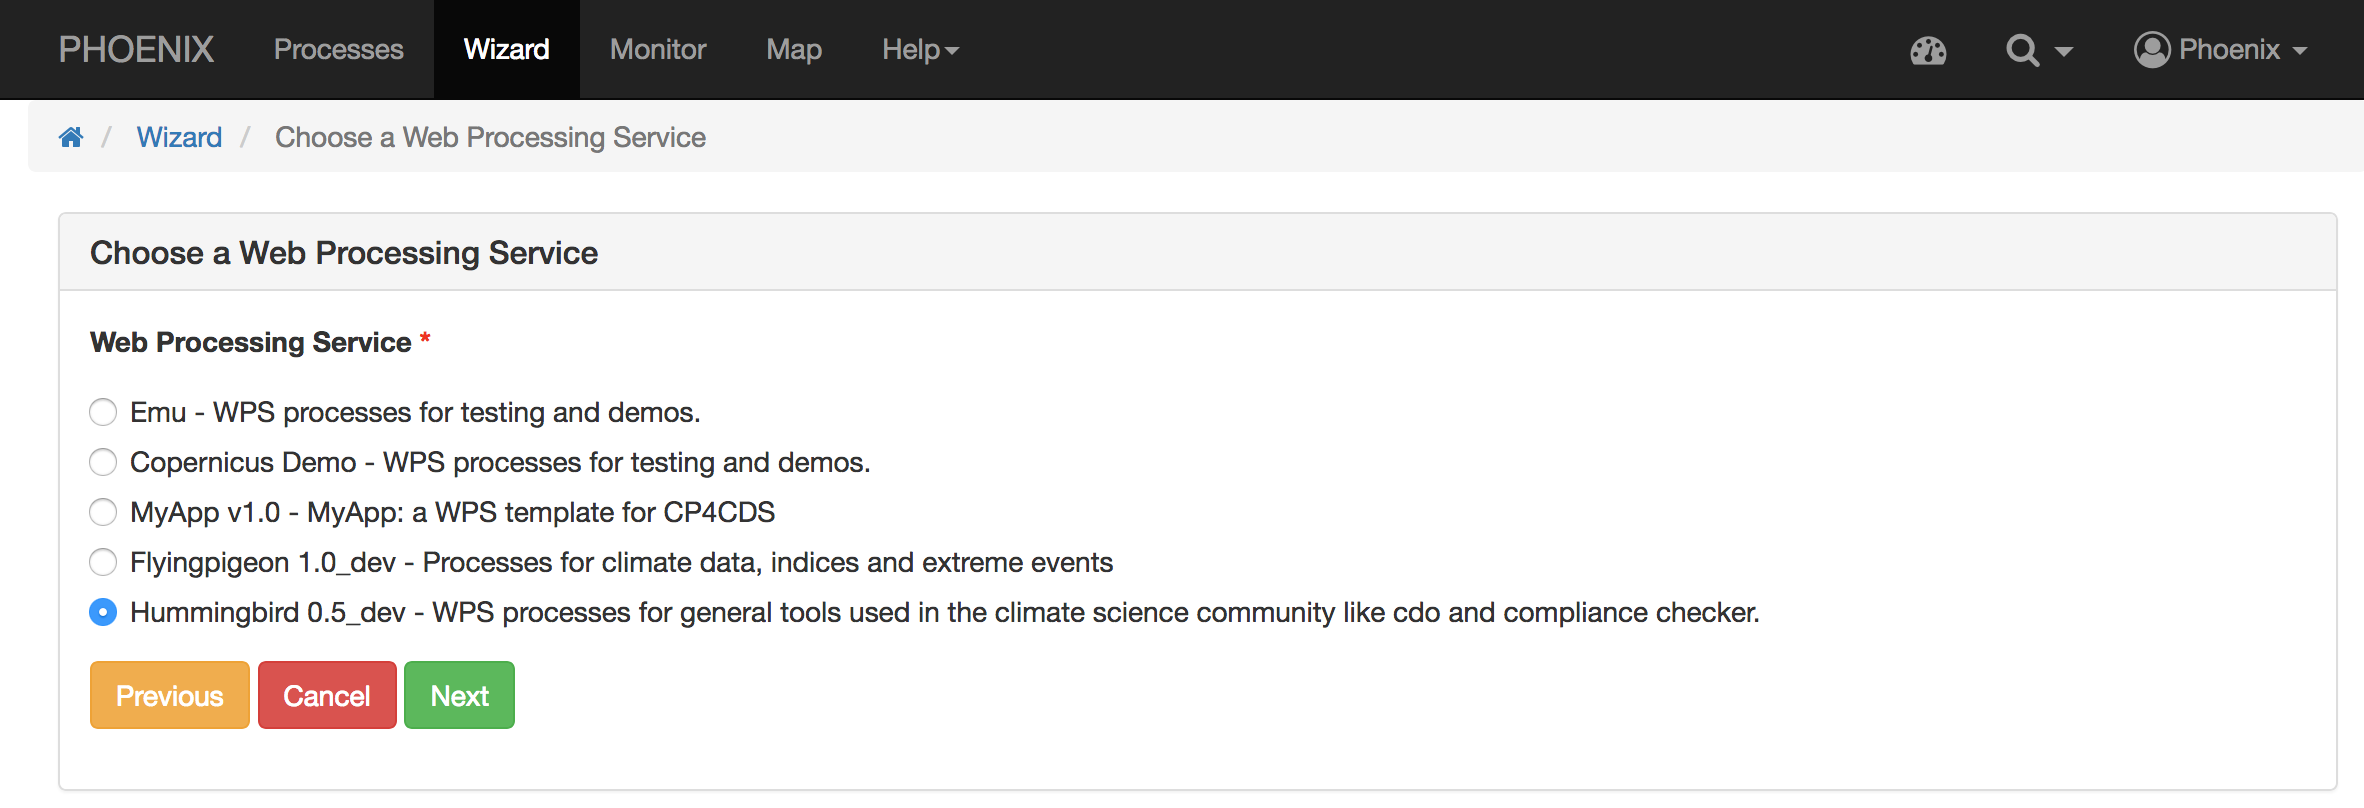 PHOENIX Processes Wizard Monitor Map Help Phoenix
/ Wizard / Choose a Web Processing Service
Choose a Web Processing Service
Web Processing Service *
Emu - WPS processes for testing and demos.
Copernicus Demo - WPS processes for testing and demos.
MyApp v1.0 - MyApp: a WPS template for CP4CDS
Flyingpigeon 1.0_dev - Processes for climate data, indices and extreme events
Hummingbird 0.5_dev - WPS processes for general tools used in the climate science community like cdo and compliance checker.
Previous Cancel Next